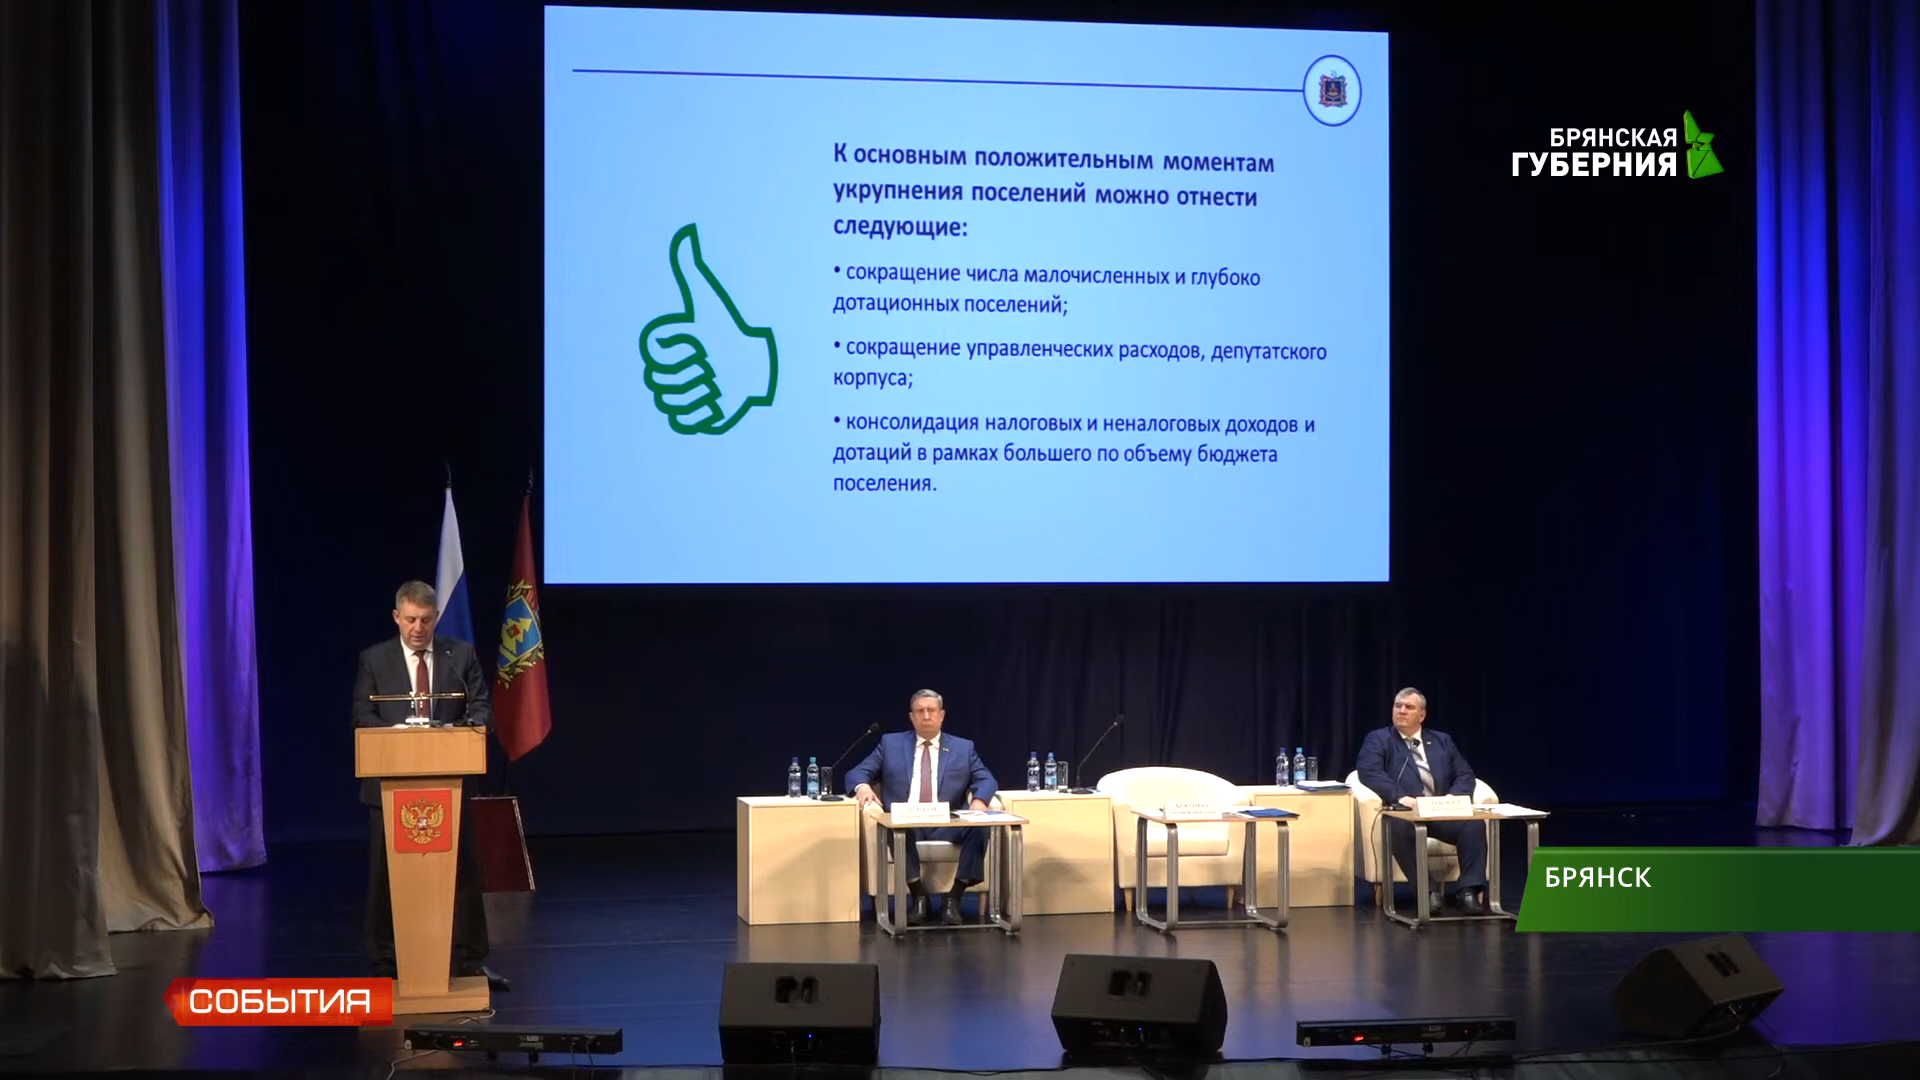 К основным положительным моментам
укрупнения поселений можно отнести
следующие:
• сокращение числа малочисленных и глубоко
дотационных поселений;
• сокращение управленческих расходов, депутатского
корпуса;
• консолидация налоговых и неналоговых доходов и
дотаций в рамках большего по объему бюджета
поселения.
БРЯНСКАЯ
ГУБЕРНИЯ
БРЯНСК
СОБЫТИЯ